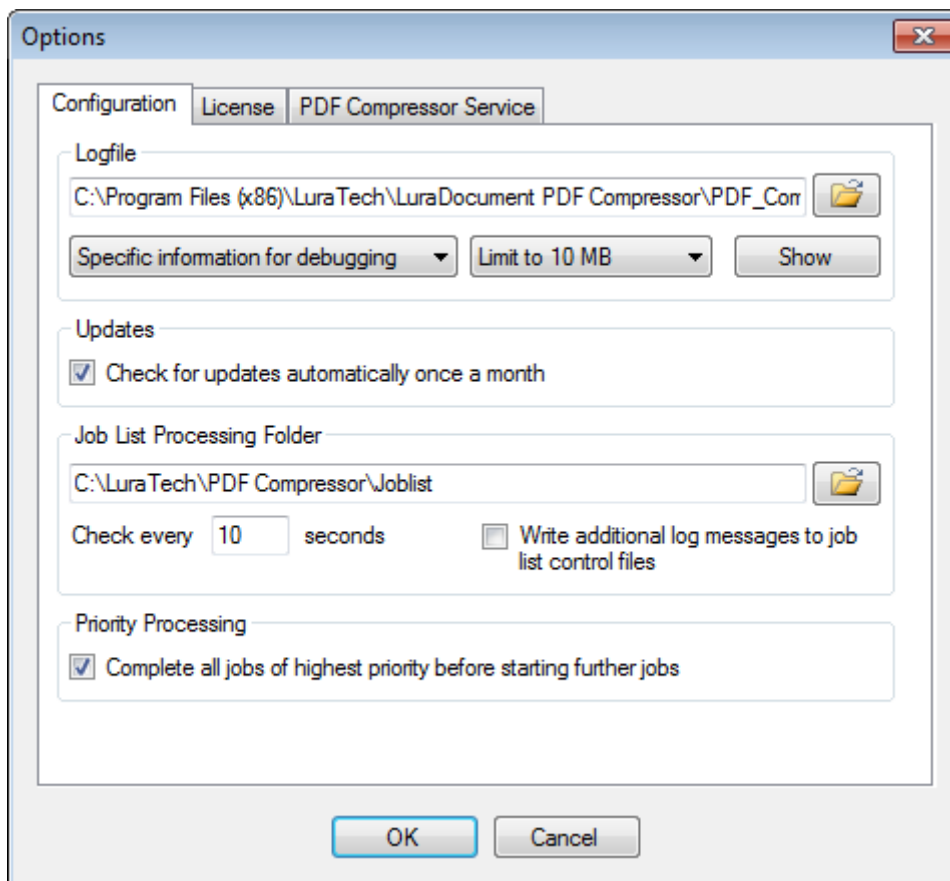 Options
Configuration License PDF Compressor Service
Logfile
C:\Program Files (x86)\LuraTech\LuraDocument PDF Compressor\PDF_Com
Specific information for debugging Limit to 10 MB Show
Updates
Check for updates automatically once a month
Job List Processing Folder
C:\LuraTech\PDF Compressor\Joblist
Check every 10 seconds Write additional log messages to job
list control files
Priority Processing
Complete all jobs of highest priority before starting further jobs
OK Cancel